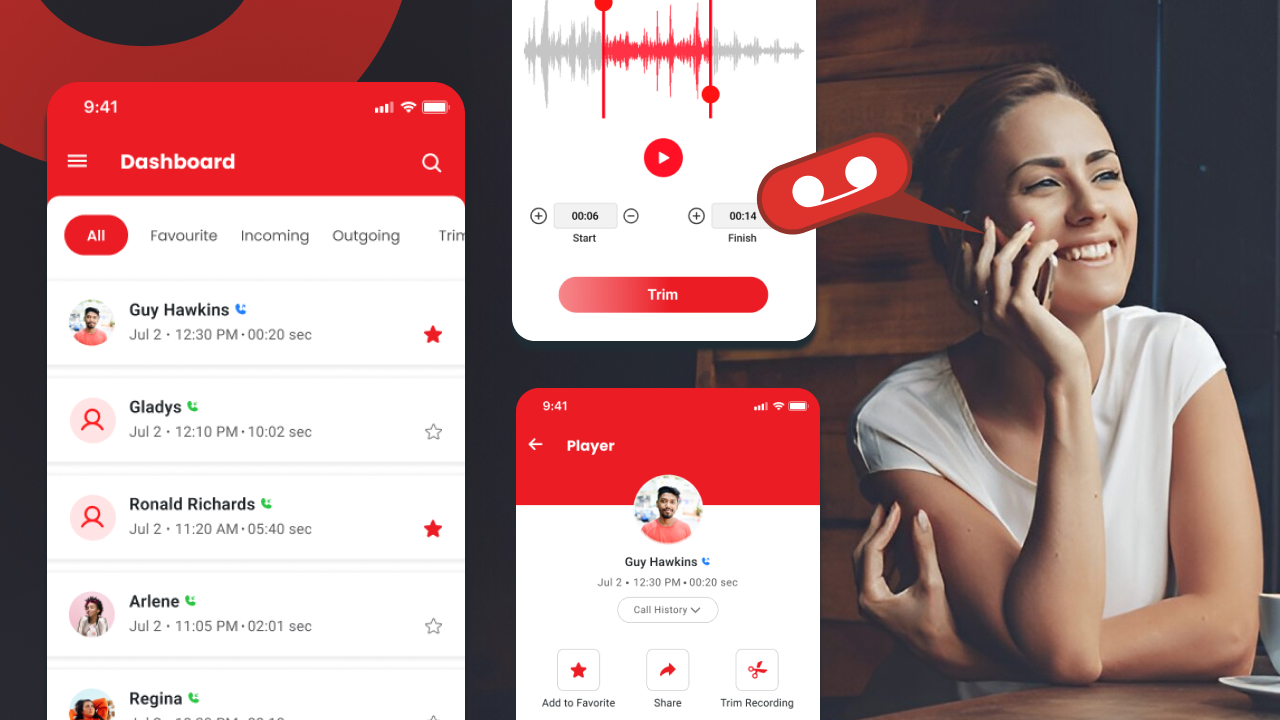 9:41
Dashboard
All Favourite Incoming Outgoing Trim
Guy Hawkins
Jul 2 • 12:30 PM • 00:20 sec
Gladys
Jul 2 • 12:10 PM • 10:02 sec
Ronald Richards
Jul 2 • 11:20 AM • 05:40 sec
Arlene
Jul 2 • 11:05 PM • 02:01 sec
Regina
00:06
Start
00:14
Finish
Trim
9:41
Player
Guy Hawkins
Jul 2 • 12:30 PM • 00:20 sec
Call History
Add to Favorite
Share
Trim Recording